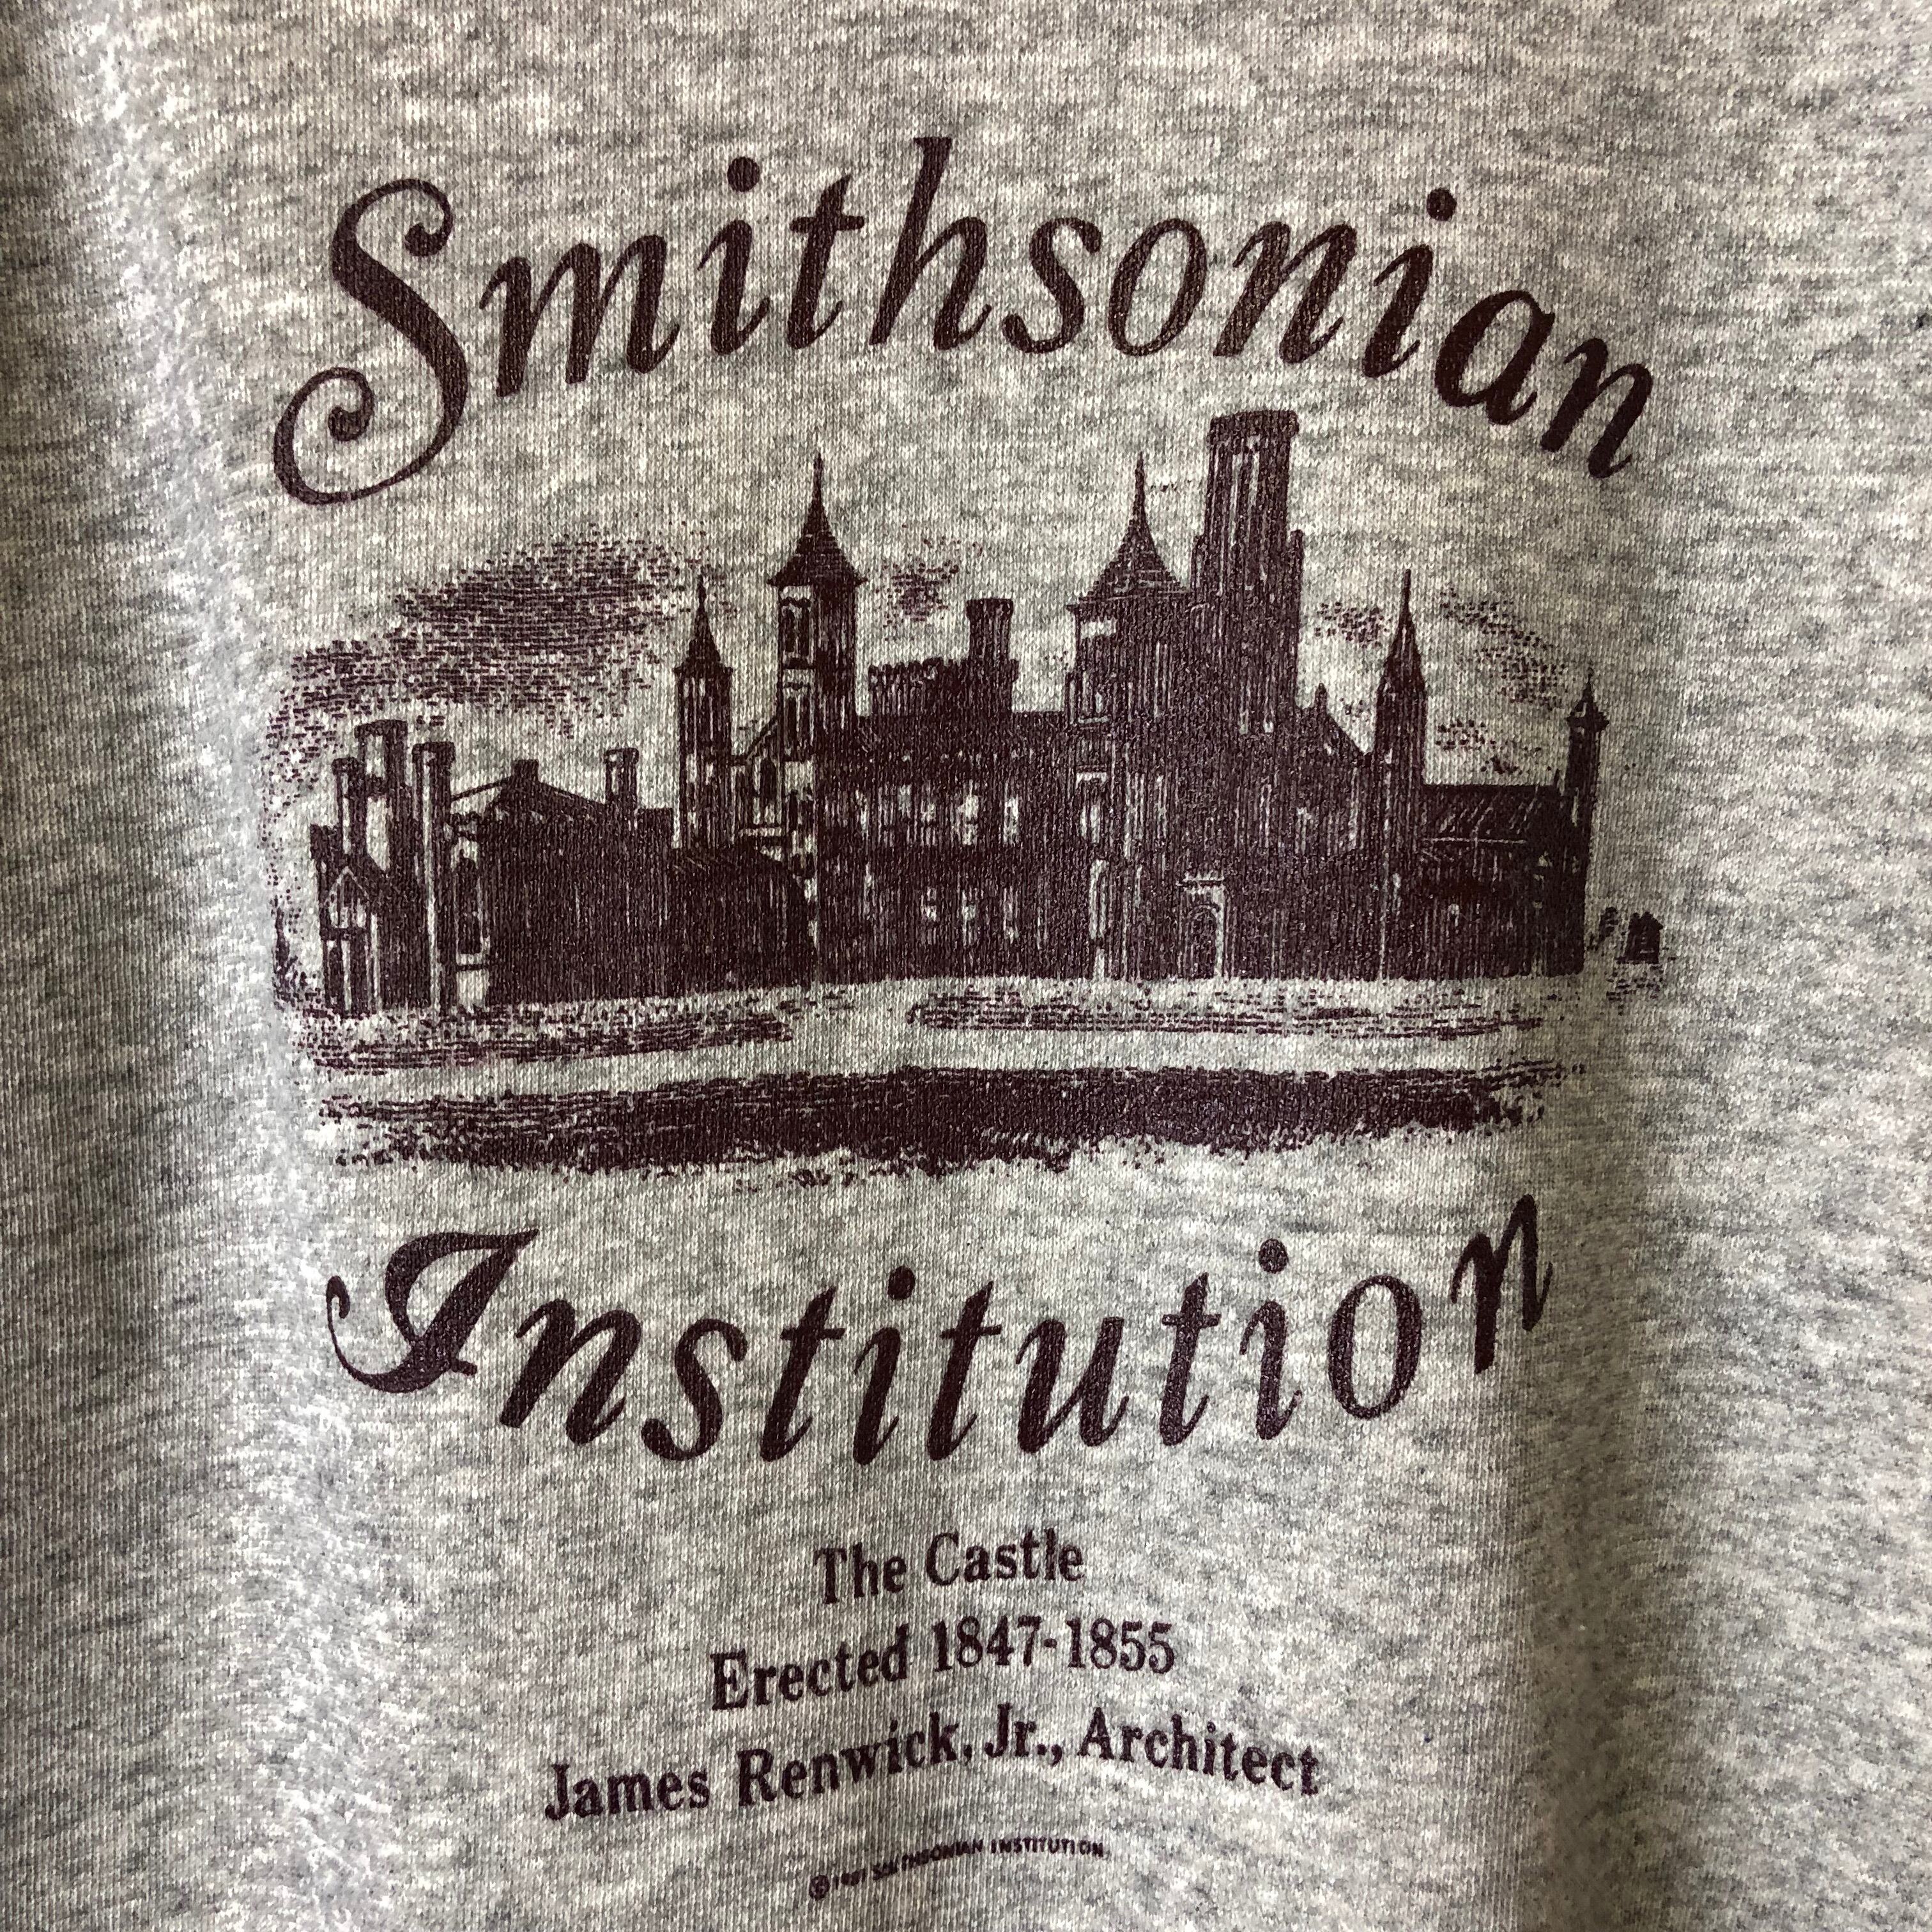 Smithsonian
Institution
The Castle
Erected 1847-1855
James Renwick, Jr., Architect
© SMITHSONIAN INSTITUTION